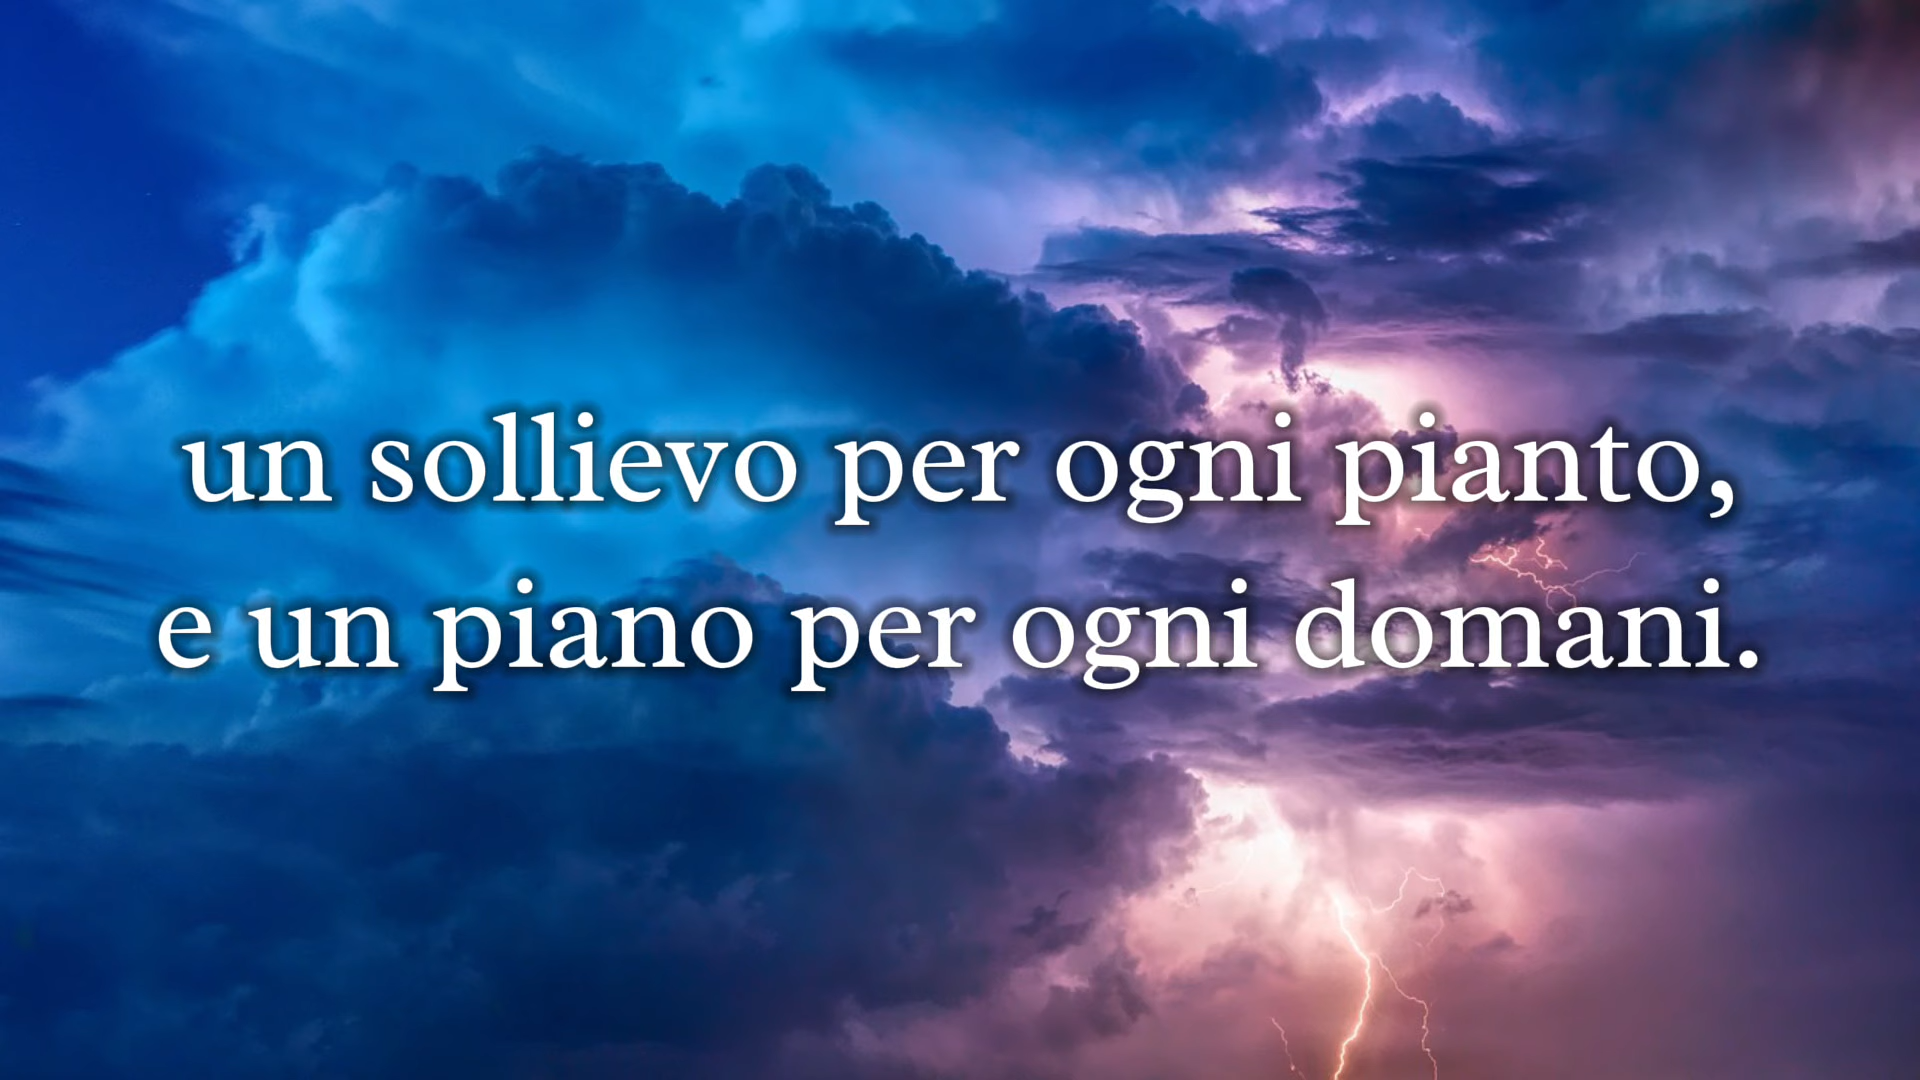 un sollievo per ogni pianto,
e un piano per ogni domani.